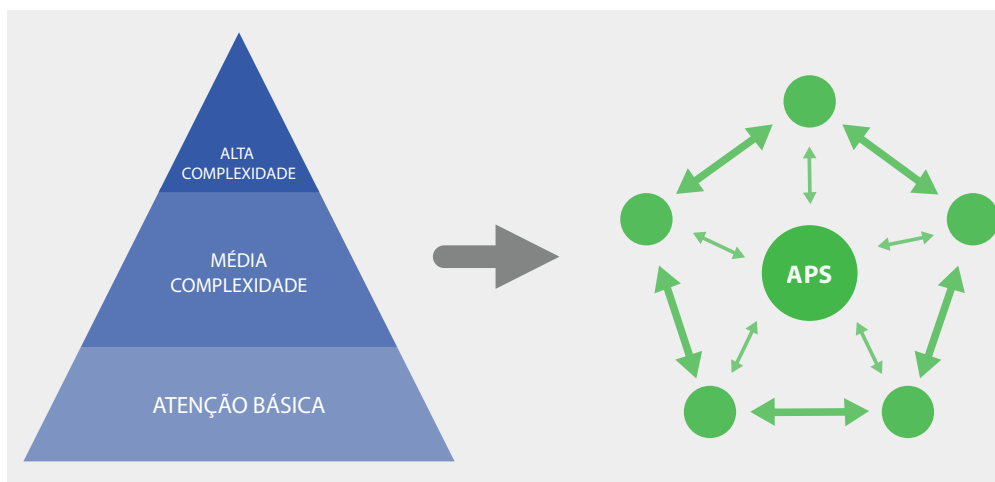 ALTA
COMPLEXIDADE
MÉDIA
COMPLEXIDADE
ATENÇÃO BÁSICA
APS